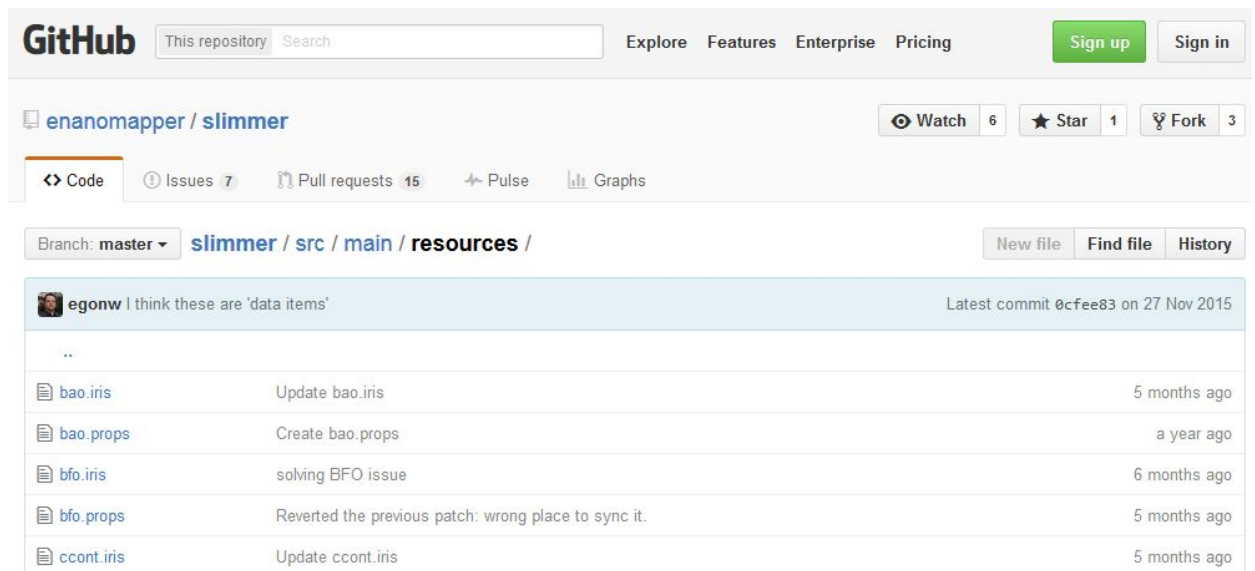 GitHub This repository Search Explore Features Enterprise Pricing Sign up Sign in
enanomapper / slimmer Watch 6 Star 1 Fork 3
<> Code Issues 7 Pull requests 15 Pulse Graphs
Branch: master slimmer / src / main / resources / New file Find file History
egonw I think these are 'data items' Latest commit 0cfee83 on 27 Nov 2015
..
bao.iris Update bao.iris 5 months ago
bao.props Create bao.props a year ago
bfo.iris solving BFO issue 6 months ago
bfo.props Reverted the previous patch: wrong place to sync it. 5 months ago
ccont.iris Update ccont.iris 5 months ago